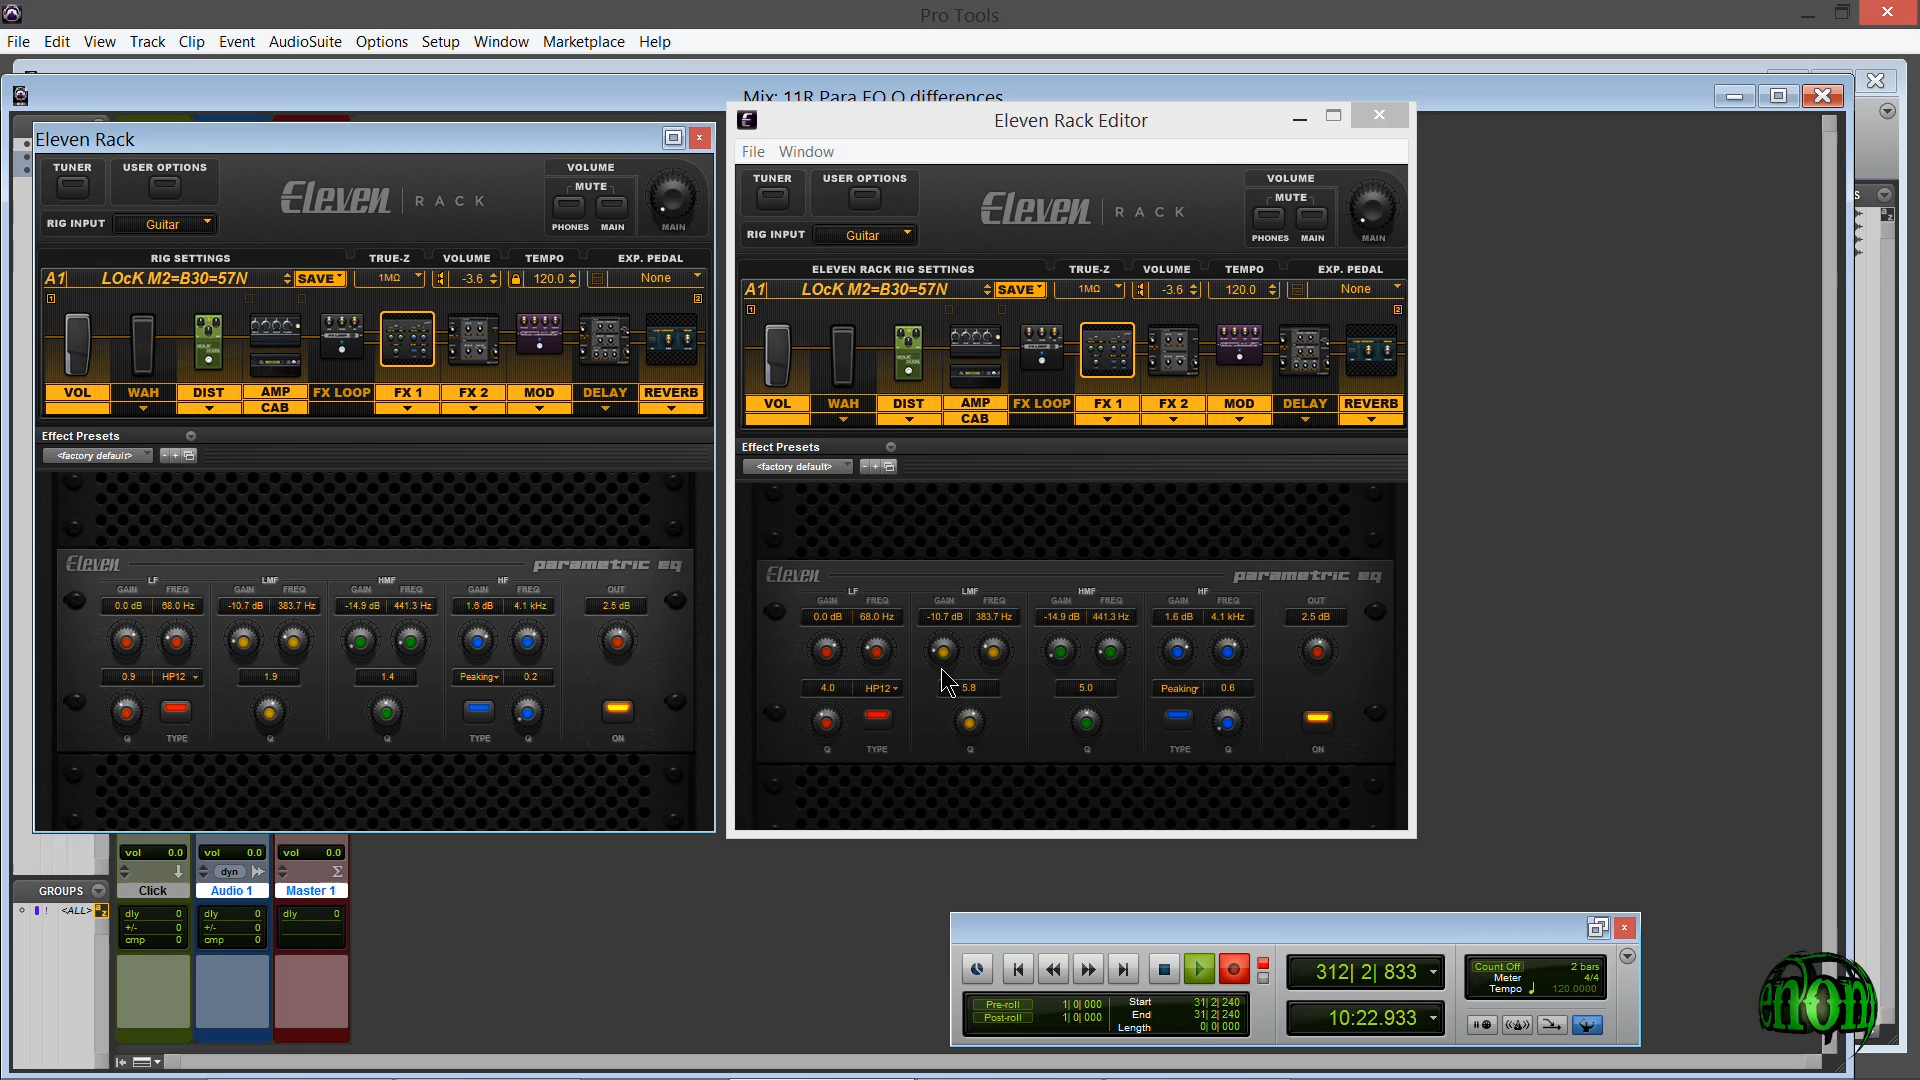 Pro Tools
File Edit View Track Clip Event AudioSuite Options Setup Window Marketplace Help
Mix: 11R Para EQ Q differences
Eleven Rack
TUNER USER OPTIONS
Eleven RACK
VOLUME
MUTE
PHONES MAIN
MAIN
RIG INPUT Guitar
RIG SETTINGS TRUE-Z VOLUME TEMPO EXP. PEDAL
A1 LOcK M2=B30=57N SAVE 1MΩ -3.6 120.0 None
1 2
VOL WAH DIST AMP FX LOOP FX 1 FX 2 MOD DELAY REVERB
CAB
Effect Presets
<factory default> - +
Eleven parametric eq
LF LMF HMF HF
GAIN FREQ GAIN FREQ GAIN FREQ GAIN FREQ OUT
0.0 dB 68.0 Hz -10.7 dB 383.7 Hz -14.9 dB 441.3 Hz 1.6 dB 4.1 kHz 2.5 dB
0.9 HP12 1.9 1.4 Peaking 0.2
Q TYPE Q Q TYPE Q ON
Eleven Rack Editor
File Window
TUNER USER OPTIONS
Eleven RACK
VOLUME
MUTE
PHONES MAIN
MAIN
RIG INPUT Guitar
ELEVEN RACK RIG SETTINGS TRUE-Z VOLUME TEMPO EXP. PEDAL
A1 LOcK M2=B30=57N SAVE 1MΩ -3.6 120.0 None
1 2
VOL WAH DIST AMP FX LOOP FX 1 FX 2 MOD DELAY REVERB
CAB
Effect Presets
<factory default> - +
Eleven parametric eq
LF LMF HMF HF
GAIN FREQ GAIN FREQ GAIN FREQ GAIN FREQ OUT
0.0 dB 68.0 Hz -10.7 dB 383.7 Hz -14.9 dB 441.3 Hz 1.6 dB 4.1 kHz 2.5 dB
4.0 HP12 5.8 5.0 Peaking 0.6
Q TYPE Q Q TYPE Q ON
vol 0.0 vol 0.0 vol 0.0
dyn Σ
GROUPS Click Audio 1 Master 1
! <ALL> a z
dly 0 dly 0 dly 0
+/- 0 +/- 0
cmp 0 cmp 0
312| 2| 833
Count Off 2 bars
Meter 4/4
Tempo 120.0000
Pre-roll 1| 0| 000 Start 31| 2| 240
Post-roll 1| 0| 000 End 31| 2| 240
Length 0| 0| 000
10:22.933
enom